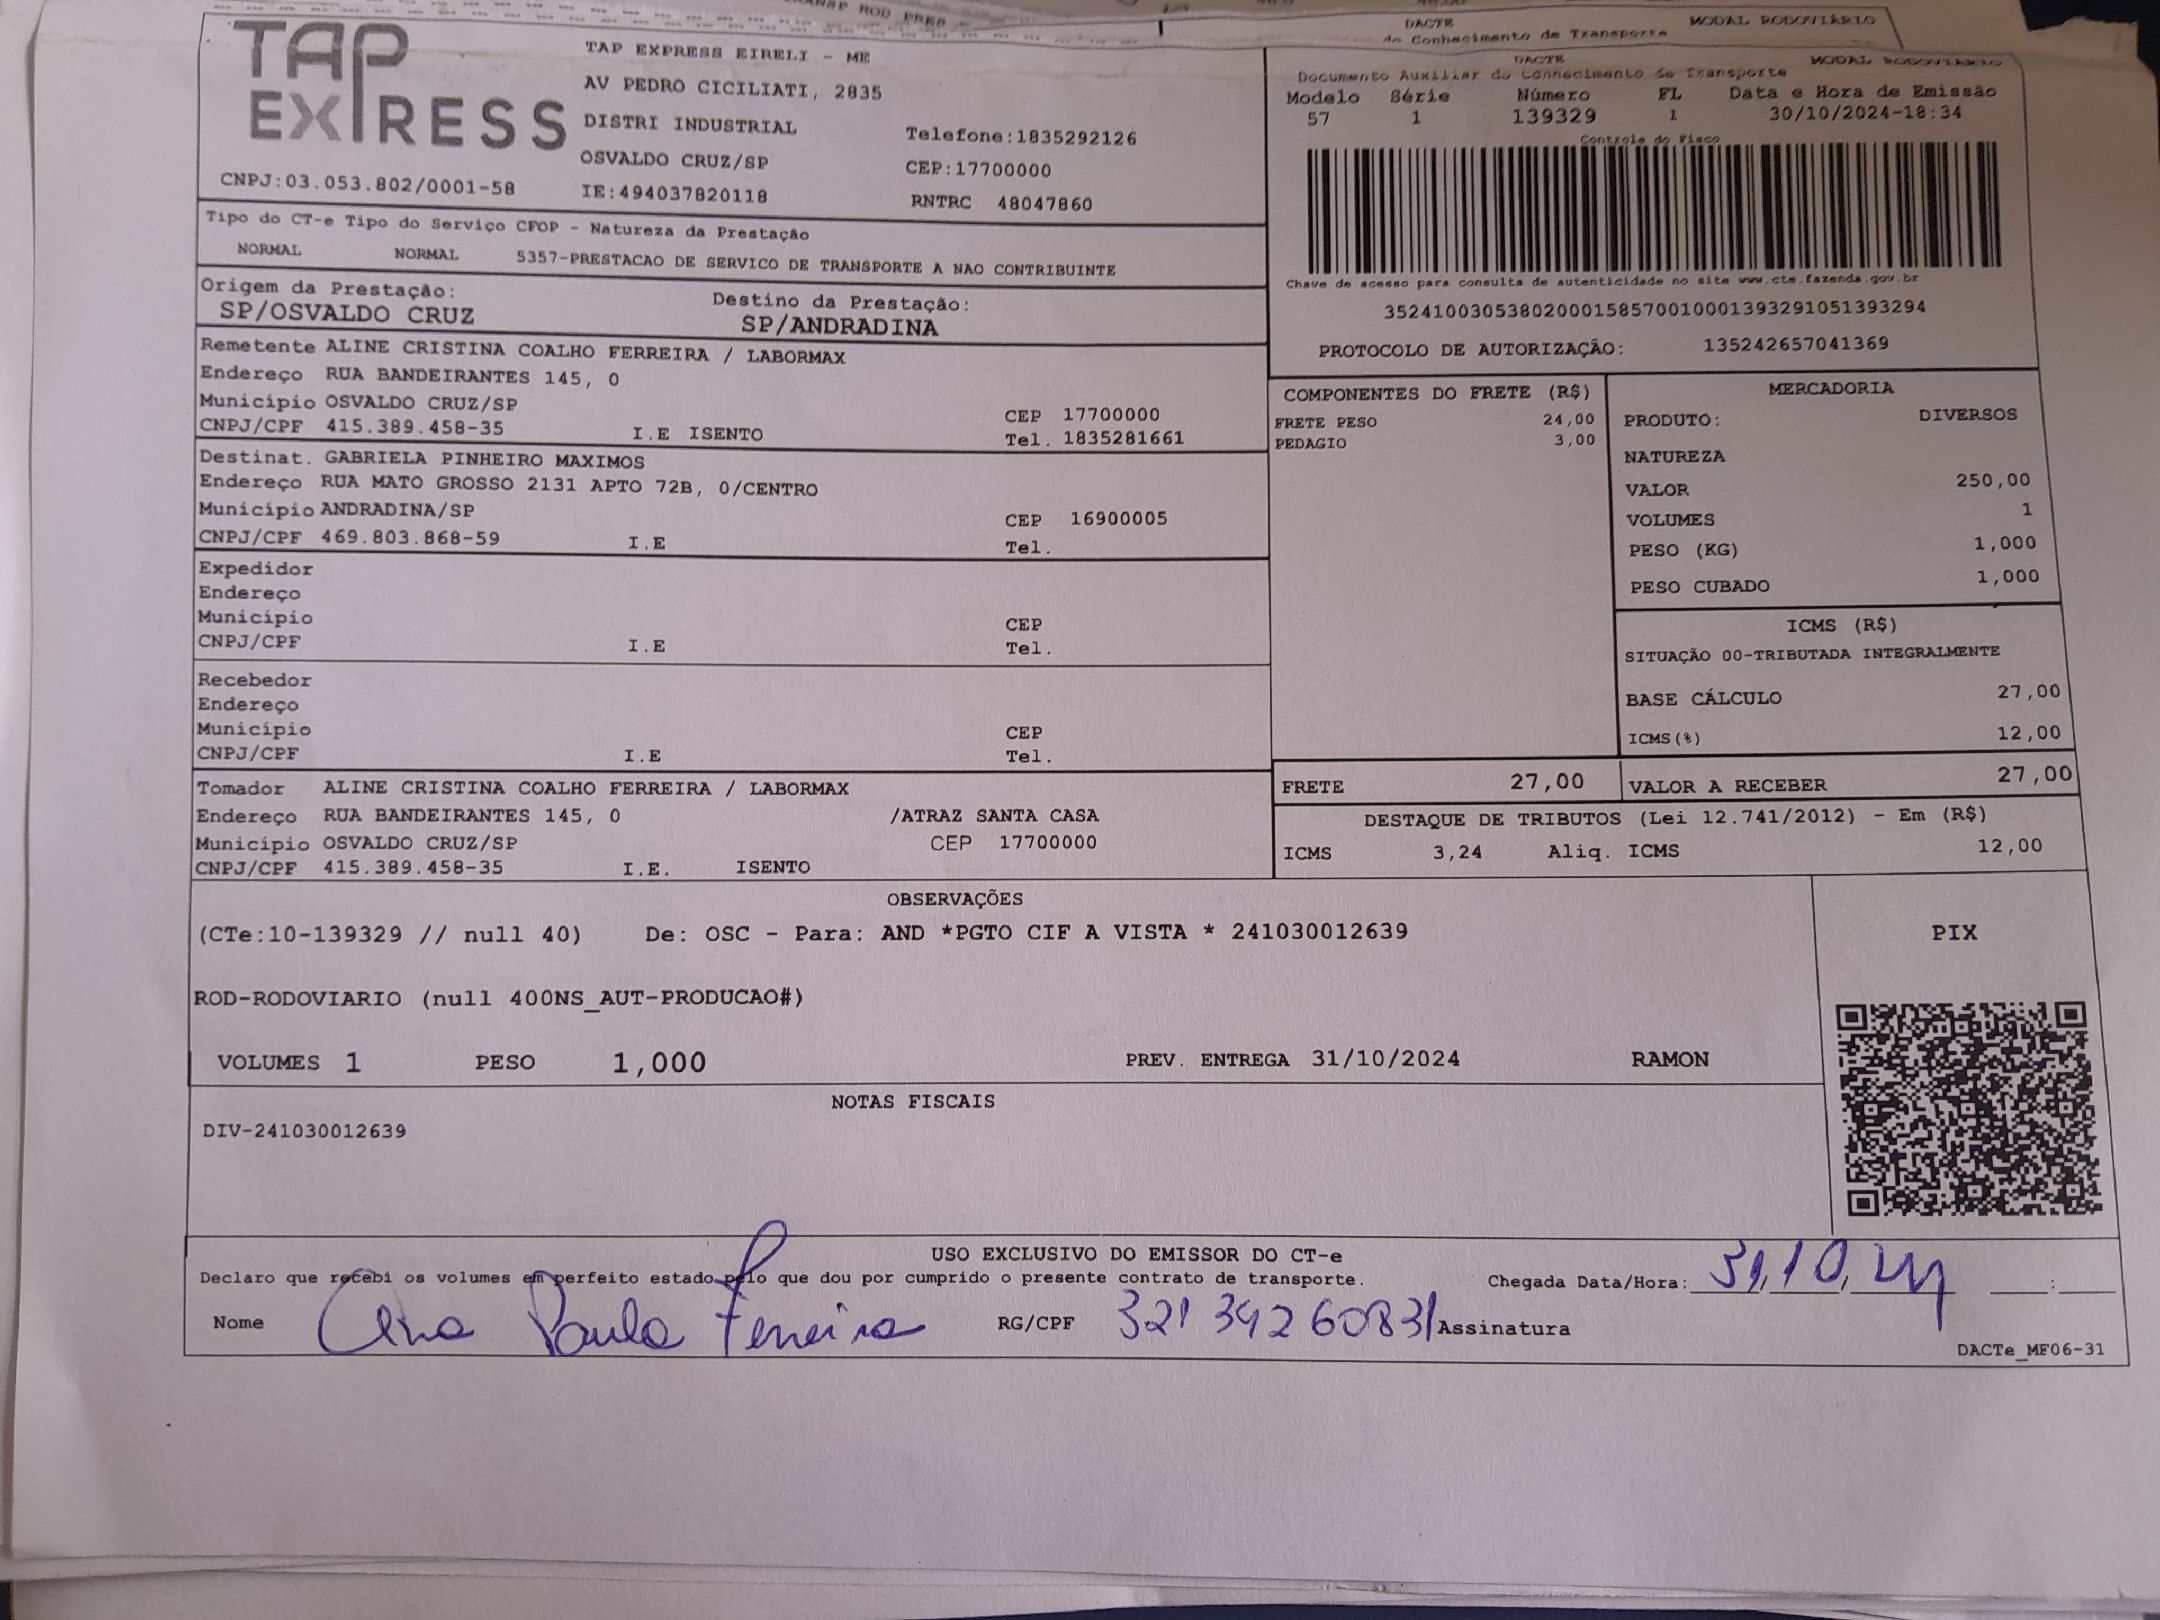 TRANSP ROD PRES
DACTE MODAL RODOVIÁRIO
do Conhecimento de Transporte
TAP
EXPRESS
TAP EXPRESS EIRELI - ME
AV PEDRO CICILIATI, 2835
DISTRI INDUSTRIAL Telefone:1835292126
OSVALDO CRUZ/SP CEP:17700000
CNPJ:03.053.802/0001-58 IE:494037820118 RNTRC 48047860
DACTE MODAL RODOVIÁRIO
Documento Auxiliar do Conhecimento de Transporte
Modelo Série Número FL Data e Hora de Emissão
57 1 139329 1 30/10/2024-18:34
Controle do Fisco
Chave de acesso para consulta de autenticidade no site www.cte.fazenda.gov.br
35241003053802000158570010001393291051393294
PROTOCOLO DE AUTORIZAÇÃO: 135242657041369
Tipo do CT-e Tipo do Serviço CFOP - Natureza da Prestação
NORMAL NORMAL 5357-PRESTACAO DE SERVICO DE TRANSPORTE A NAO CONTRIBUINTE
Origem da Prestação: Destino da Prestação:
SP/OSVALDO CRUZ SP/ANDRADINA
Remetente ALINE CRISTINA COALHO FERREIRA / LABORMAX
Endereço RUA BANDEIRANTES 145, 0
Município OSVALDO CRUZ/SP CEP 17700000
CNPJ/CPF 415.389.458-35 I.E ISENTO Tel. 1835281661
Destinat. GABRIELA PINHEIRO MAXIMOS
Endereço RUA MATO GROSSO 2131 APTO 72B, 0/CENTRO
Município ANDRADINA/SP CEP 16900005
CNPJ/CPF 469.803.868-59 I.E Tel.
Expedidor
Endereço
Município CEP
CNPJ/CPF I.E Tel.
Recebedor
Endereço
Município CEP
CNPJ/CPF I.E Tel.
Tomador ALINE CRISTINA COALHO FERREIRA / LABORMAX
Endereço RUA BANDEIRANTES 145, 0 /ATRAZ SANTA CASA
Município OSVALDO CRUZ/SP CEP 17700000
CNPJ/CPF 415.389.458-35 I.E. ISENTO
COMPONENTES DO FRETE (R$)
FRETE PESO 24,00
PEDAGIO 3,00
MERCADORIA
PRODUTO: DIVERSOS
NATUREZA
VALOR 250,00
VOLUMES 1
PESO (KG) 1,000
PESO CUBADO 1,000
ICMS (R$)
SITUAÇÃO 00-TRIBUTADA INTEGRALMENTE
BASE CÁLCULO 27,00
ICMS(%) 12,00
FRETE 27,00 VALOR A RECEBER 27,00
DESTAQUE DE TRIBUTOS (Lei 12.741/2012) - Em (R$)
ICMS 3,24 Aliq. ICMS 12,00
OBSERVAÇÕES
(CTe:10-139329 // null 40) De: OSC - Para: AND *PGTO CIF A VISTA * 241030012639
ROD-RODOVIARIO (null 400NS_AUT-PRODUCAO#)
VOLUMES 1 PESO 1,000 PREV. ENTREGA 31/10/2024 RAMON
PIX
NOTAS FISCAIS
DIV-241030012639
USO EXCLUSIVO DO EMISSOR DO CT-e
Declaro que recebi os volumes em perfeito estado pelo que dou por cumprido o presente contrato de transporte. Chegada Data/Hora: 31,10,24 :
Nome Ana Paula Ferreira RG/CPF 32134260831 Assinatura
DACTe_MF06-31